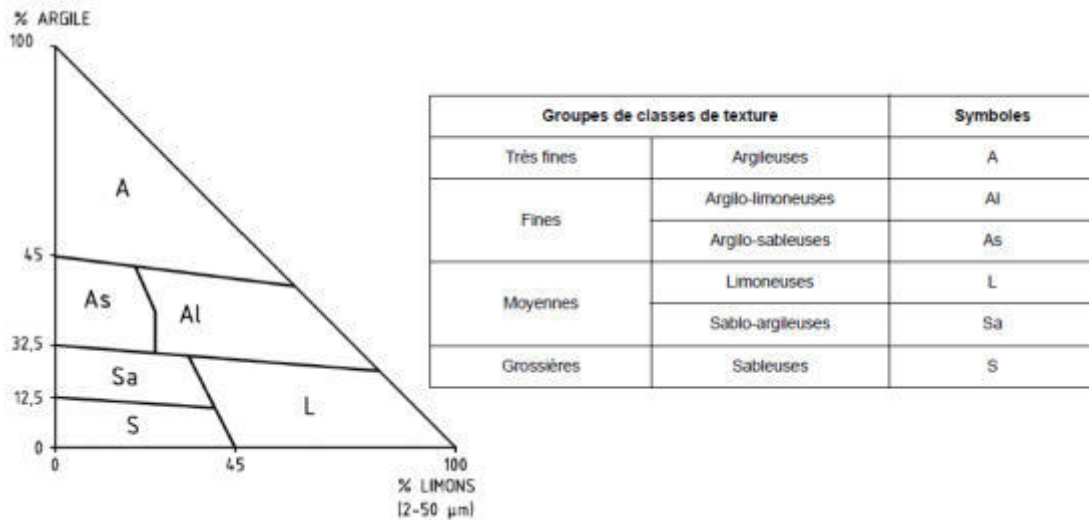 % ARGILE
100
A
45
As
Al
32,5
Sa
12,5
L
S
0
0
45
100
% LIMONS
(2-50 µm)
Groupes de classes de texture
Symboles
Très fines
Argileuses
A
Fines
Argilo-limoneuses
Al
Argilo-sableuses
As
Moyennes
Limoneuses
L
Sablo-argileuses
Sa
Grossières
Sableuses
S